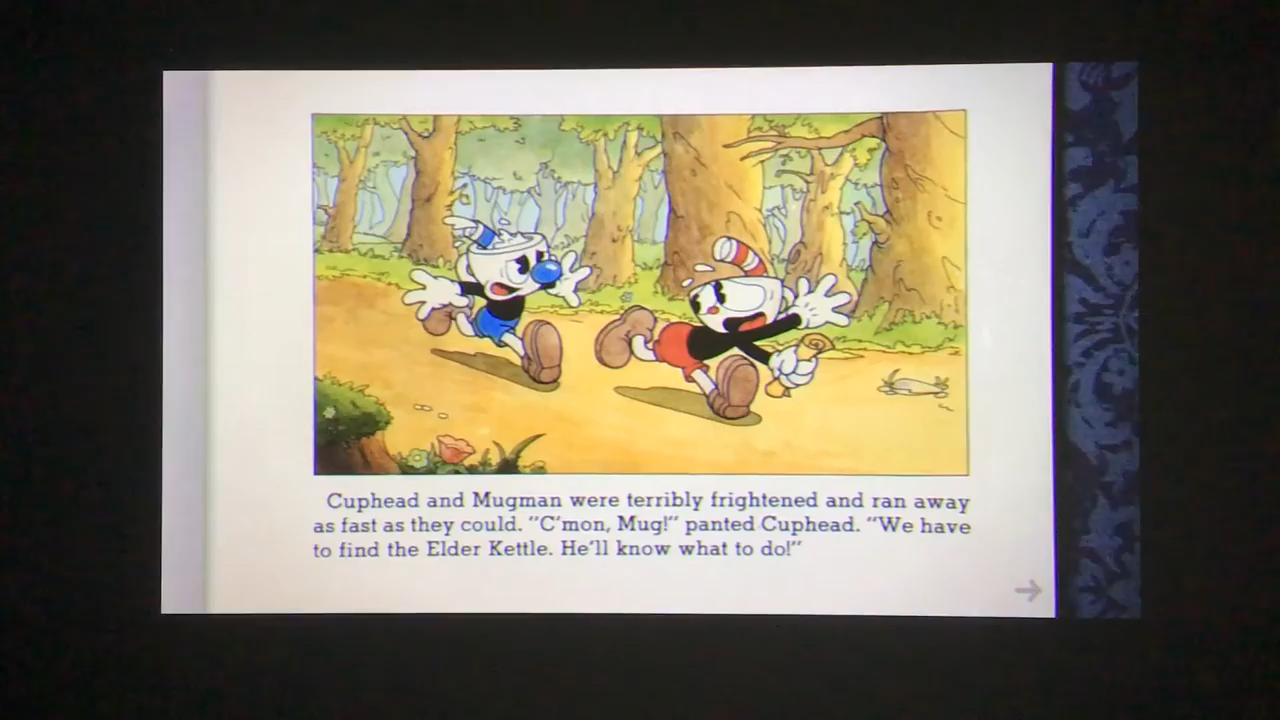 Cuphead and Mugman were terribly frightened and ran away
as fast as they could. "C'mon, Mug!" panted Cuphead. "We have
to find the Elder Kettle. He'll know what to do!"